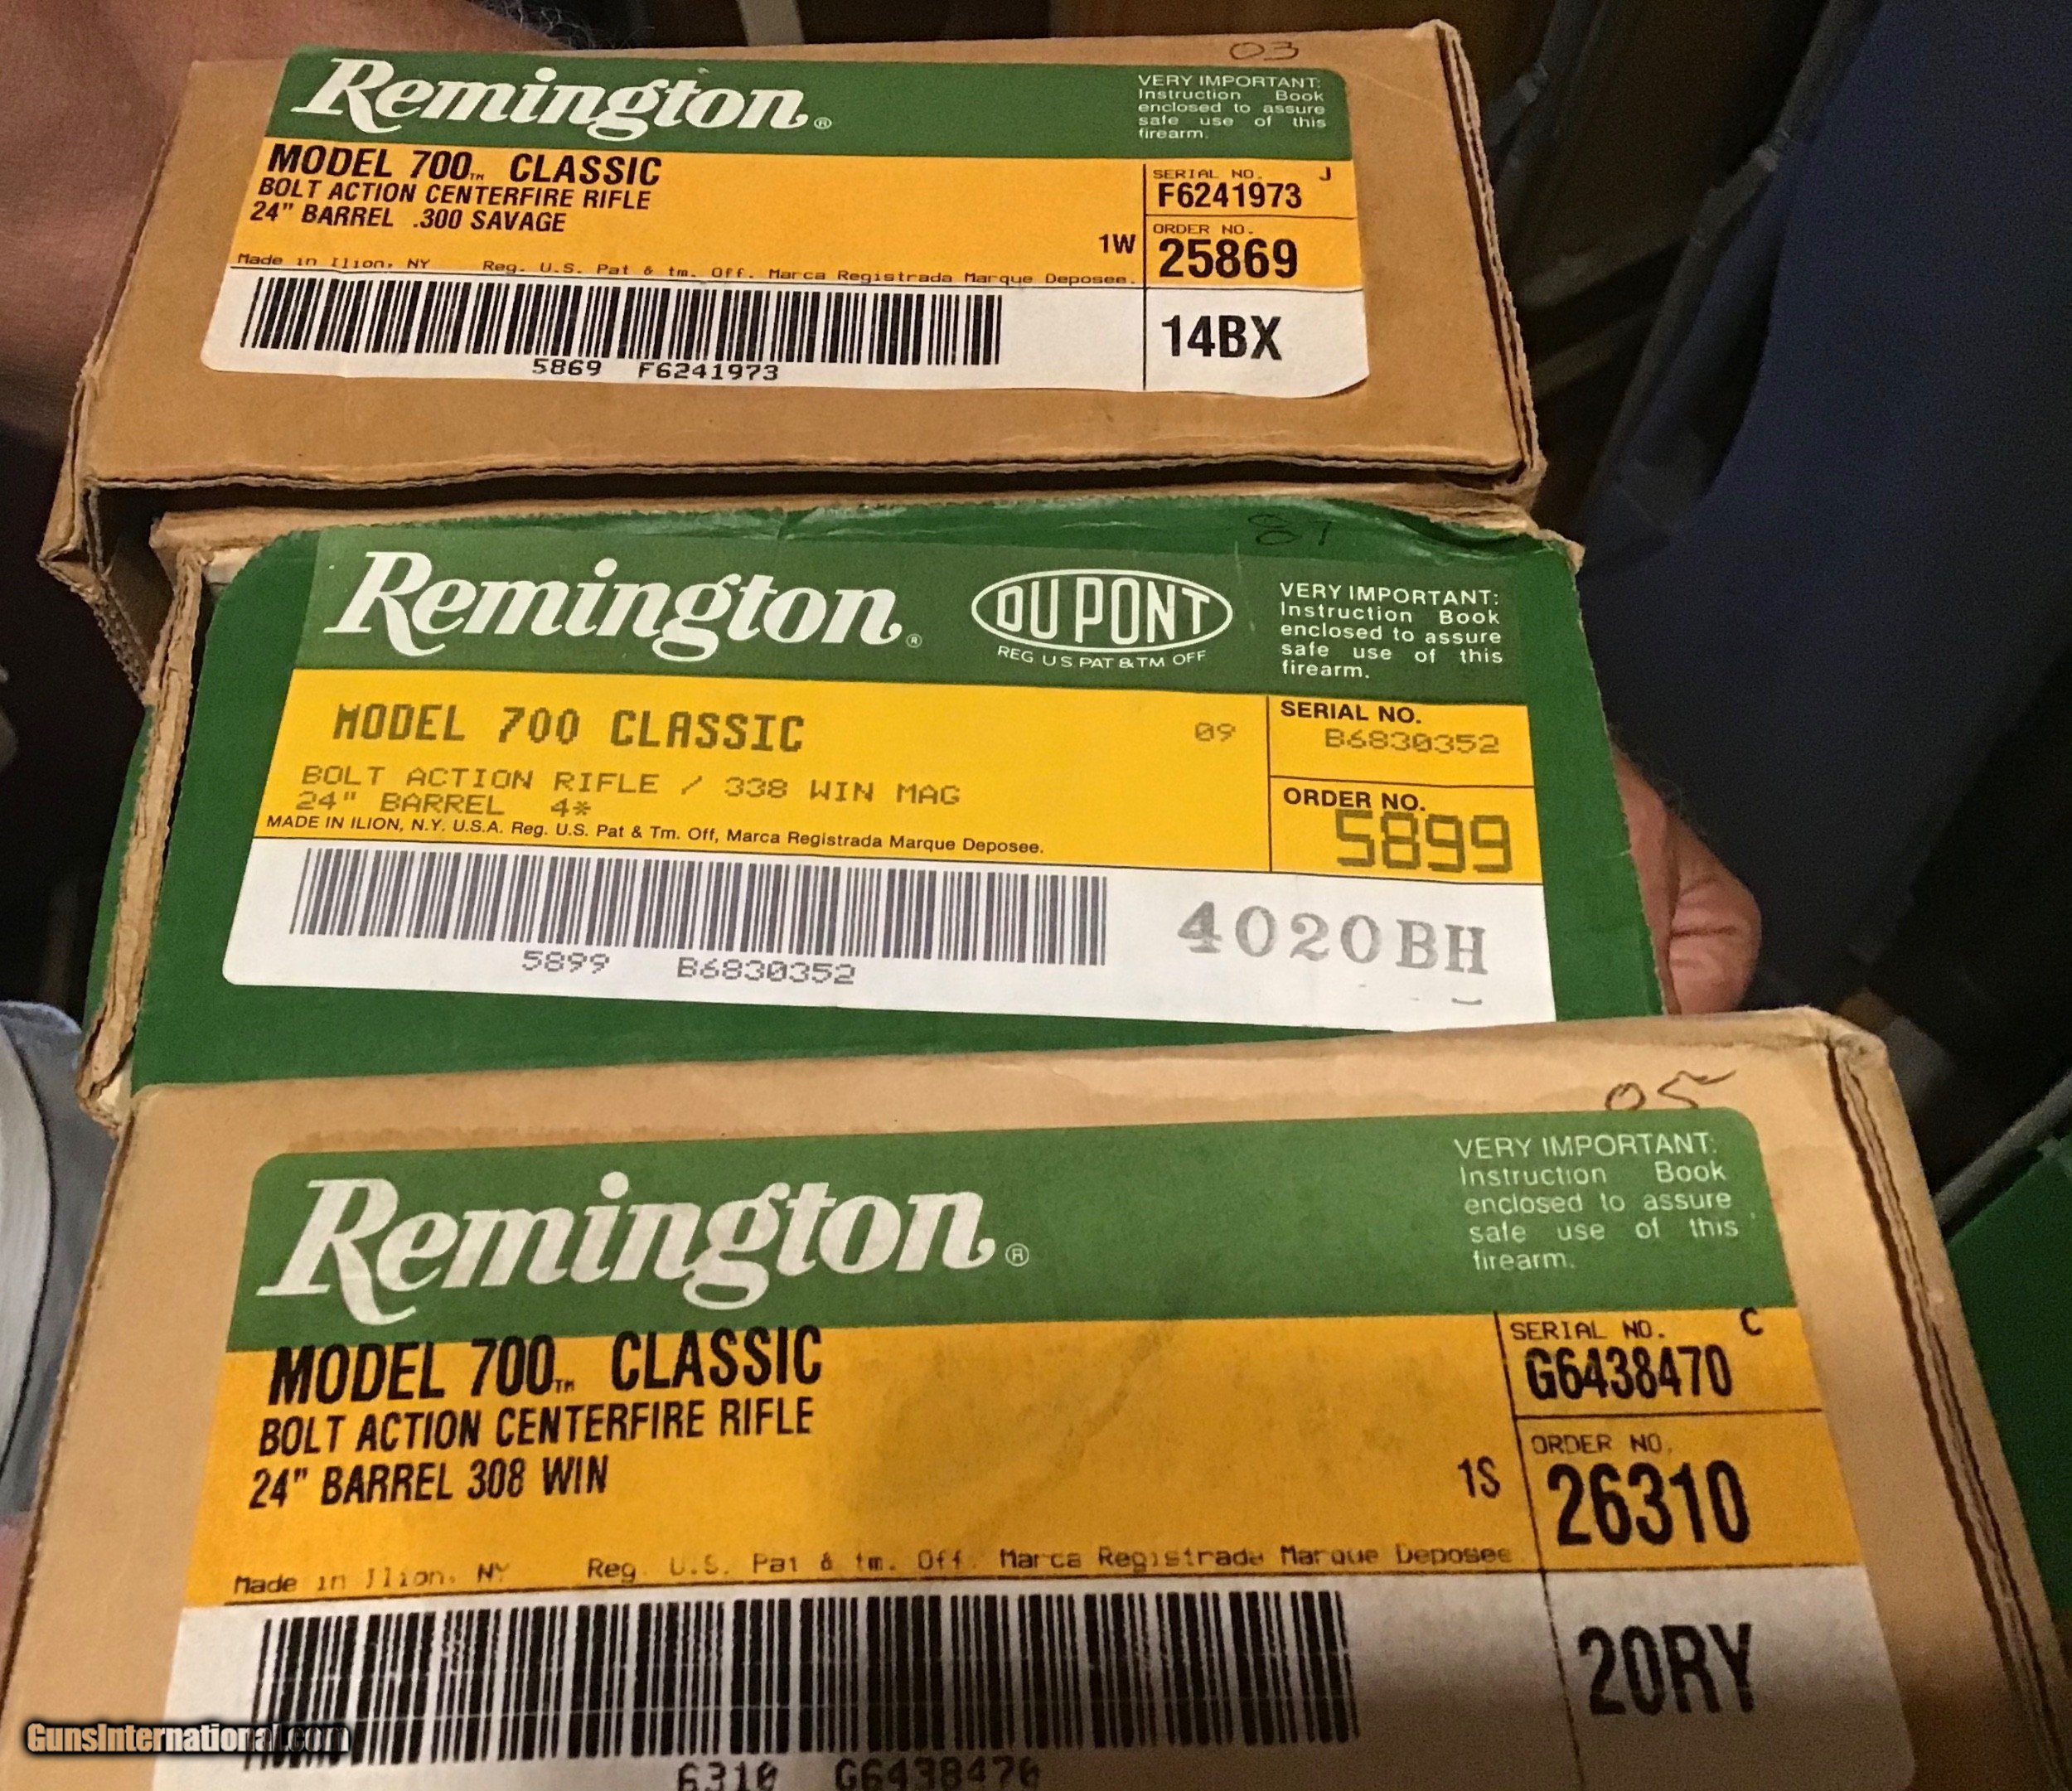 03
Remington®
VERY IMPORTANT:
Instruction Book
enclosed to assure
safe use of this
firearm.
MODEL 700™ CLASSIC
BOLT ACTION CENTERFIRE RIFLE
24" BARREL .300 SAVAGE
1W
SERIAL NO. J
F6241973
ORDER NO.
25869
Made in Ilion, NY Reg. U.S. Pat & tm. Off. Marca Registrada Marque Deposee.
14BX
5869 F6241973
87
Remington®
DU PONT
REG U.S. PAT & TM OFF
VERY IMPORTANT:
Instruction Book
enclosed to assure
safe use of this
firearm.
MODEL 700 CLASSIC
09
BOLT ACTION RIFLE / 338 WIN MAG
24" BARREL 4*
MADE IN ILION, N.Y. U.S.A. Reg. U.S. Pat & Tm. Off, Marca Registrada Marque Deposee.
SERIAL NO.
B6830352
ORDER NO.
5899
4020BH
5899 B6830352
05
Remington®
VERY IMPORTANT:
Instruction Book
enclosed to assure
safe use of this
firearm.
MODEL 700™ CLASSIC
BOLT ACTION CENTERFIRE RIFLE
24" BARREL 308 WIN
1S
SERIAL NO. C
G6438470
ORDER NO.
26310
Made in Ilion, NY Reg. U.S. Pat & tm. Off. Marca Registrada Marque Deposee
20RY
6310 G6438470
GunsInternational.com